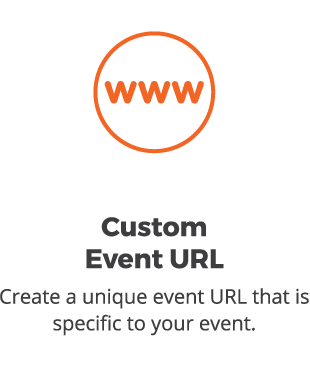 www
Custom
Event URL
Create a unique event URL that is
specific to your event.